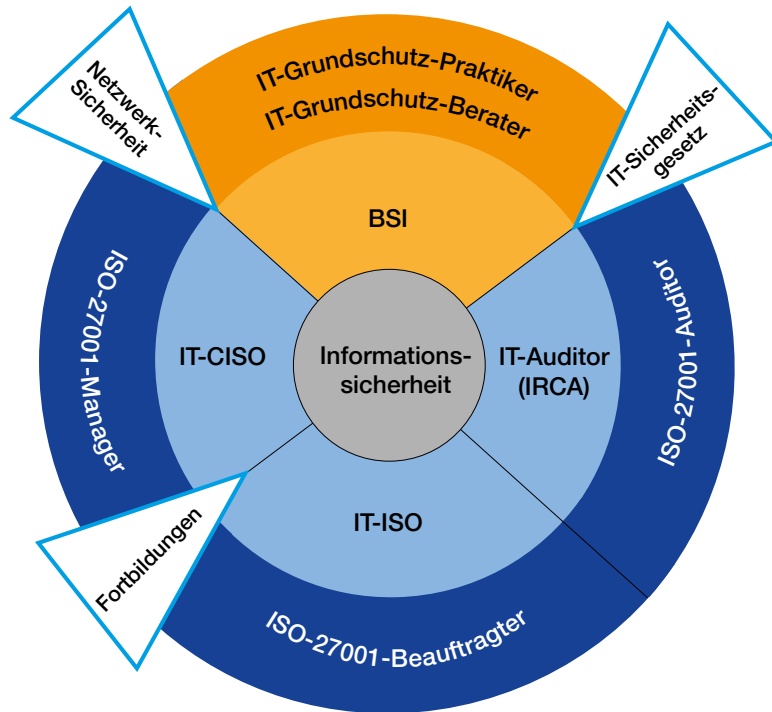 Netzwerk-
Sicherheit
IT-Grundschutz-Praktiker
IT-Grundschutz-Berater
IT-Sicherheits-
gesetz
BSI
ISO-27001-Manager
IT-CISO
Informations-
sicherheit
IT-Auditor
(IRCA)
ISO-27001-Auditor
IT-ISO
Fortbildungen
ISO-27001-Beauftragter